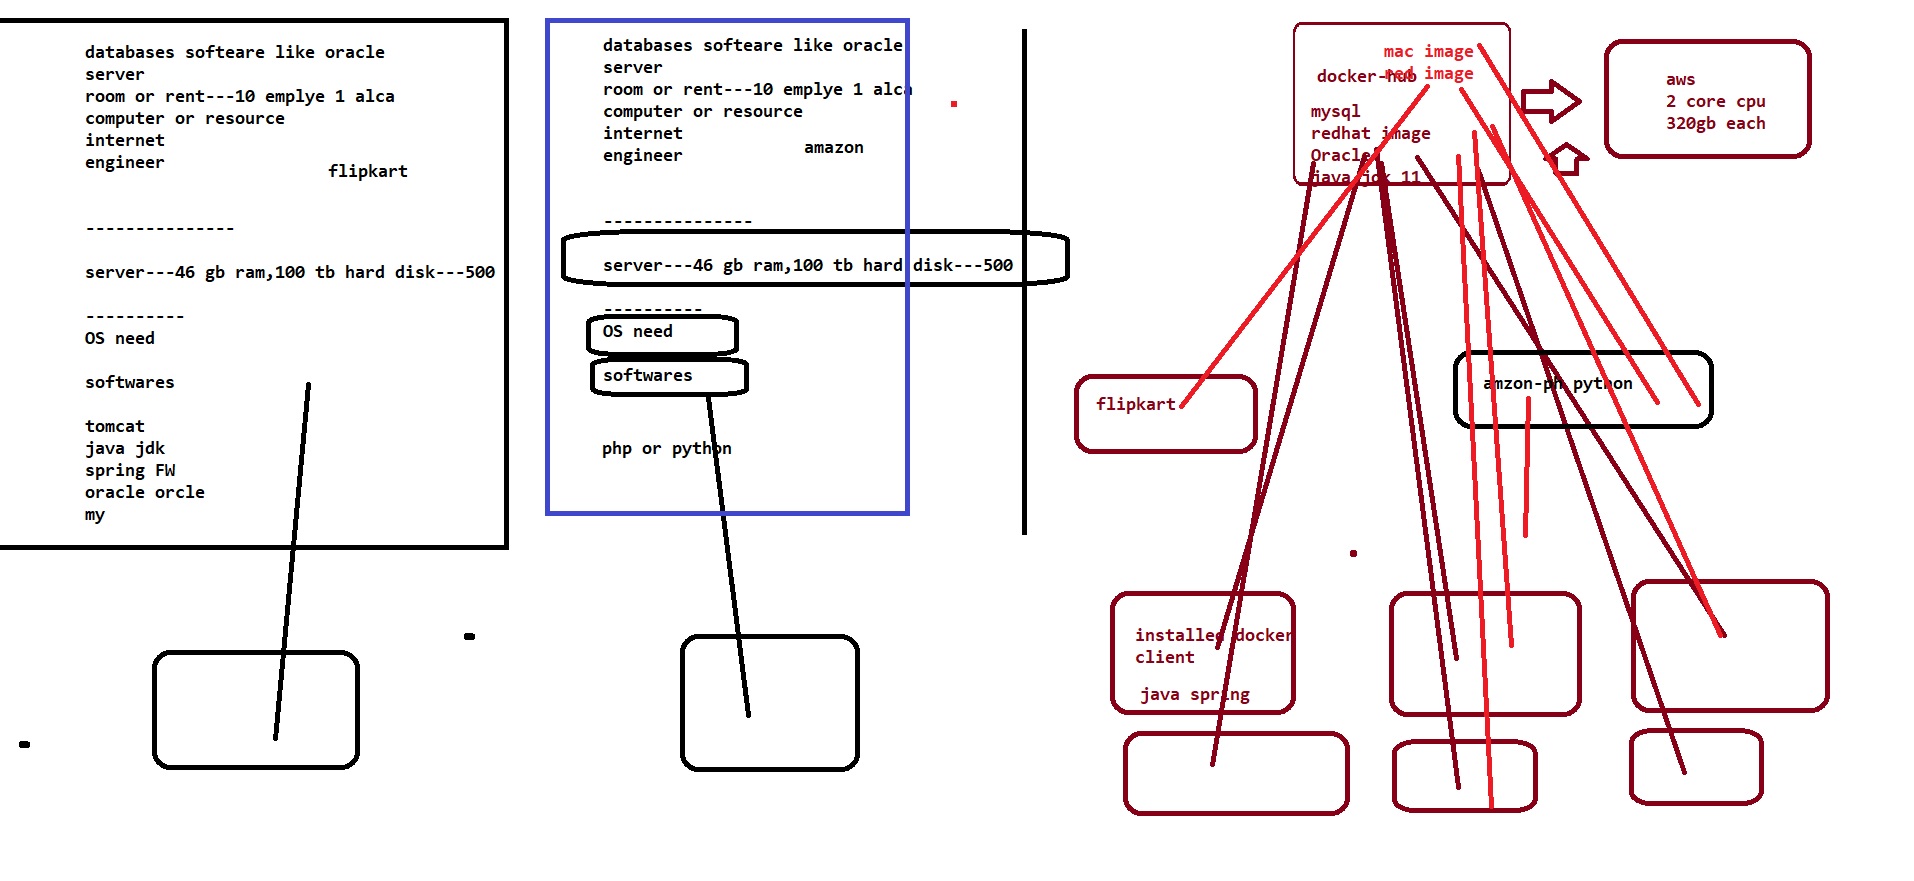 databases softeare like oracle
server
room or rent---10 emplye 1 alca
computer or resource
internet
engineer
flipkart
---------------
server---46 gb ram,100 tb hard disk---500
----------
OS need
softwares
tomcat
java jdk
spring FW
oracle orcle
my
databases softeare like oracle
server
room or rent---10 emplye 1 alca
computer or resource
internet
engineer
amazon
---------------
server---46 gb ram,100 tb hard disk---500
----------
OS need
softwares
php or python
mac image
red image
docker-hub
mysql
redhat image
Oracle
java jdk 11
aws
2 core cpu
320gb each
flipkart
amzon-ph python
installed docker
client
java spring